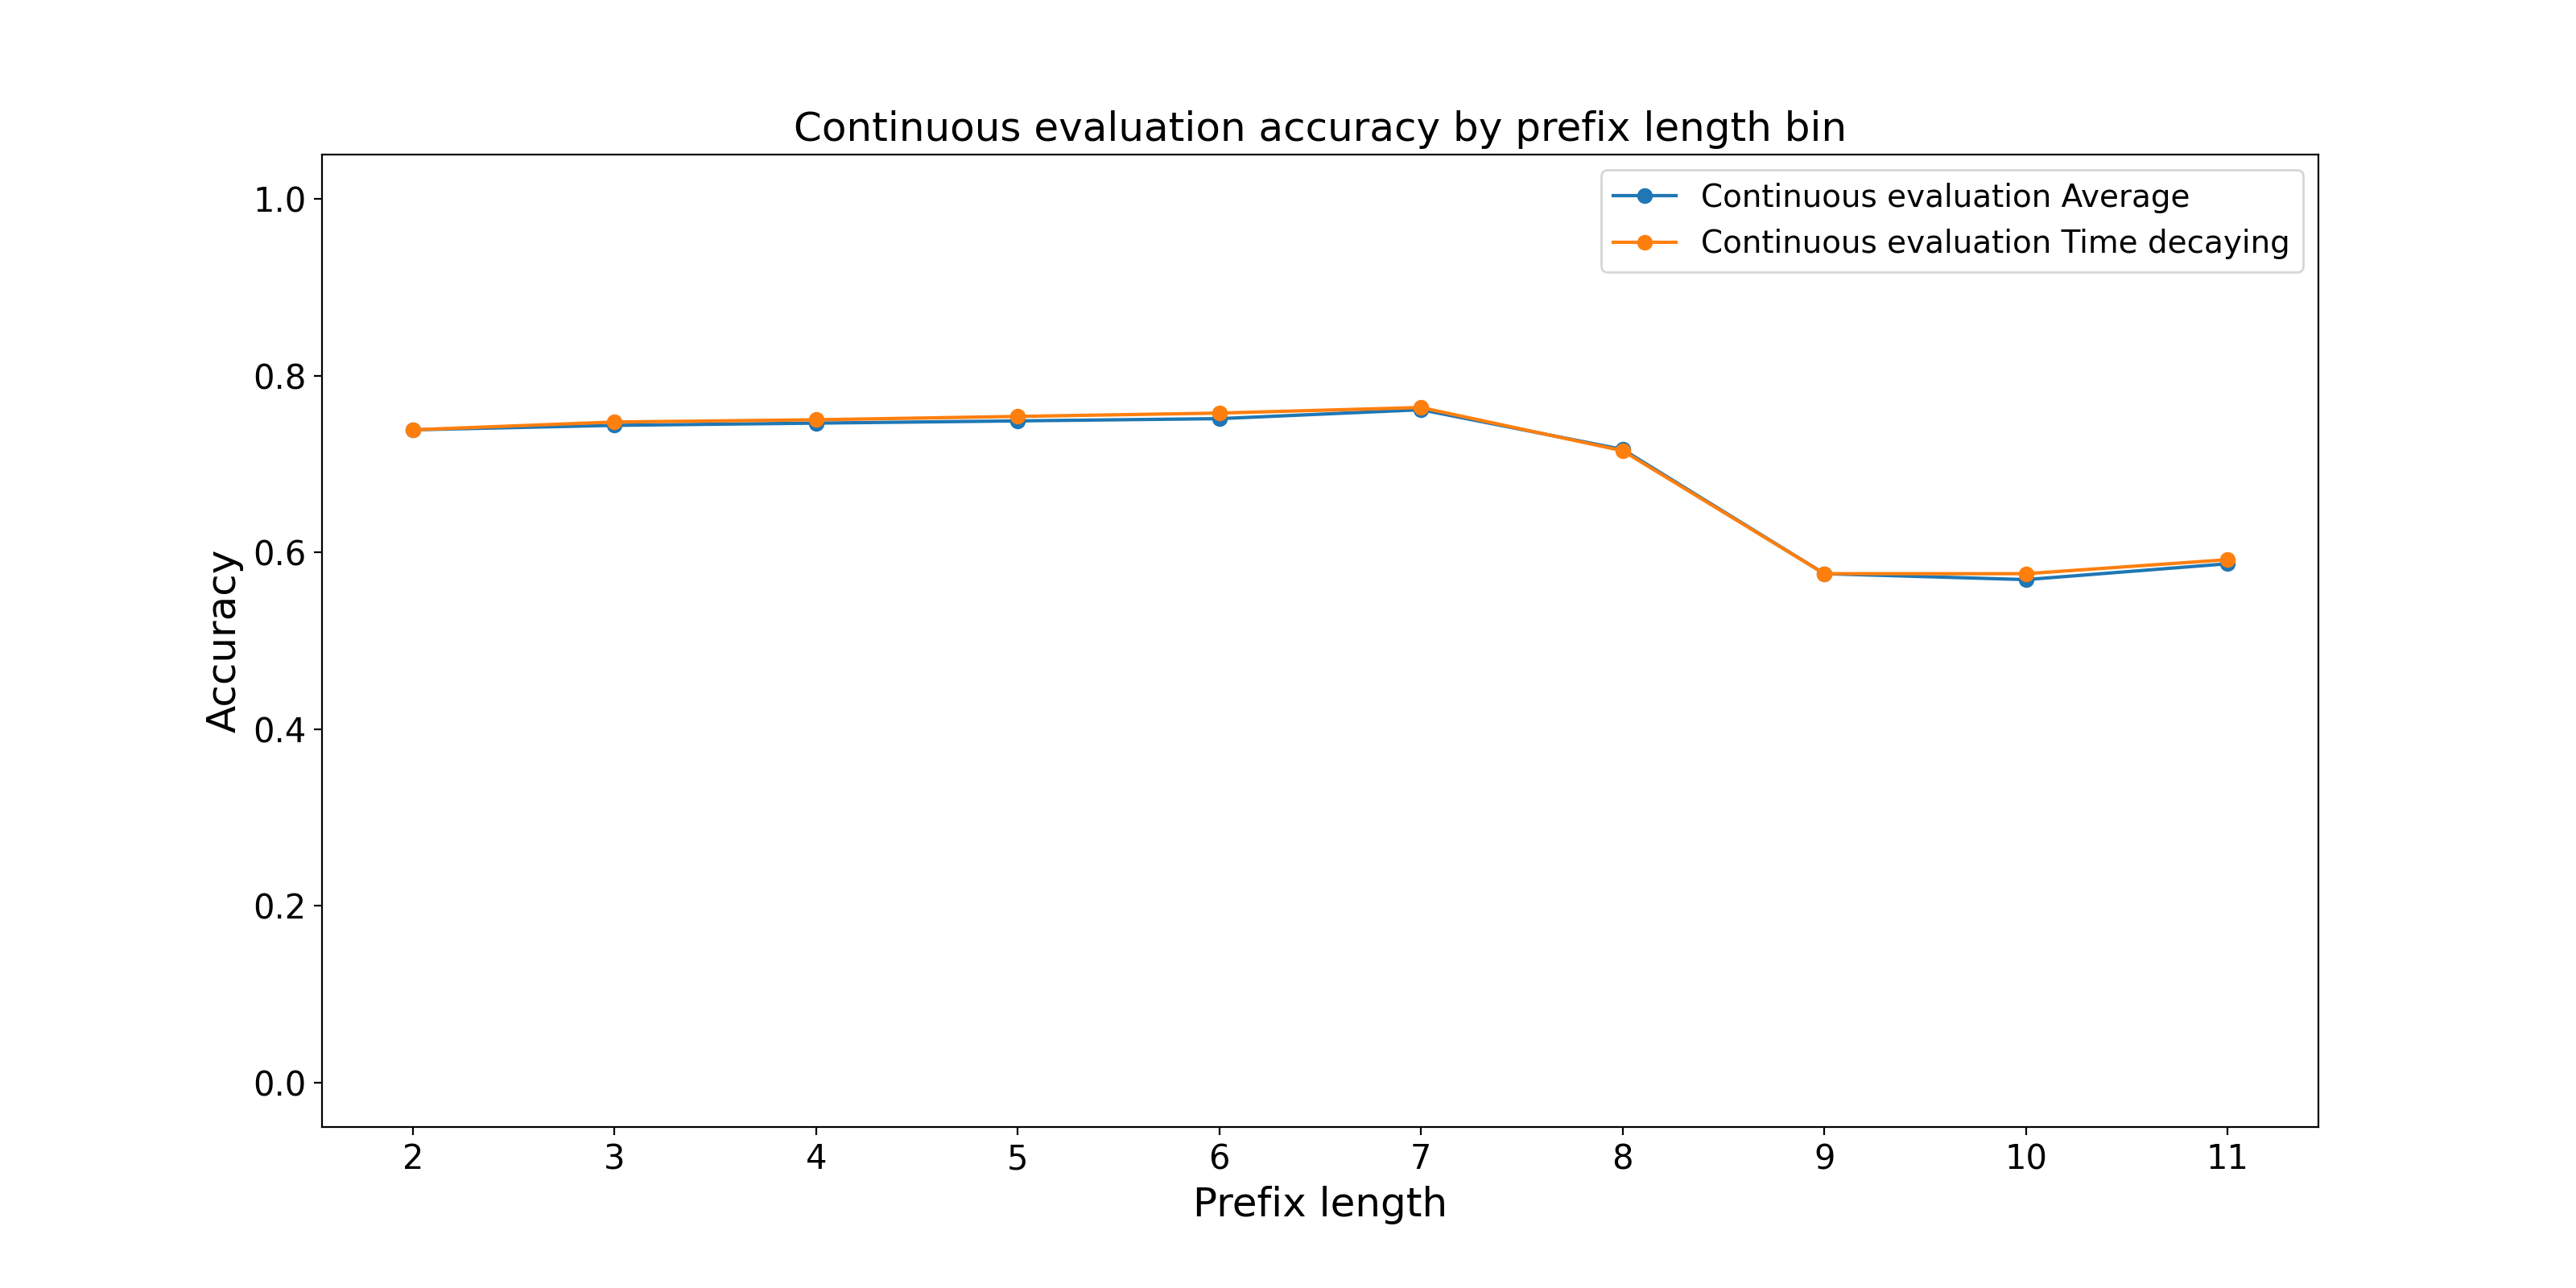 Continuous evaluation accuracy by prefix length bin
Continuous evaluation Average
Continuous evaluation Time decaying
Accuracy
1.0
0.8
0.6
0.4
0.2
0.0
2 3 4 5 6 7 8 9 10 11
Prefix length